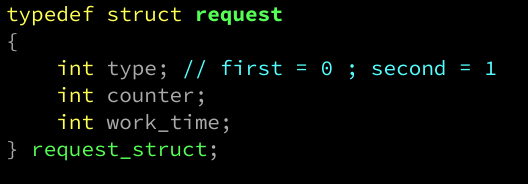 typedef struct request
{
    int type; // first = 0 ; second = 1
    int counter;
    int work_time;
} request_struct;